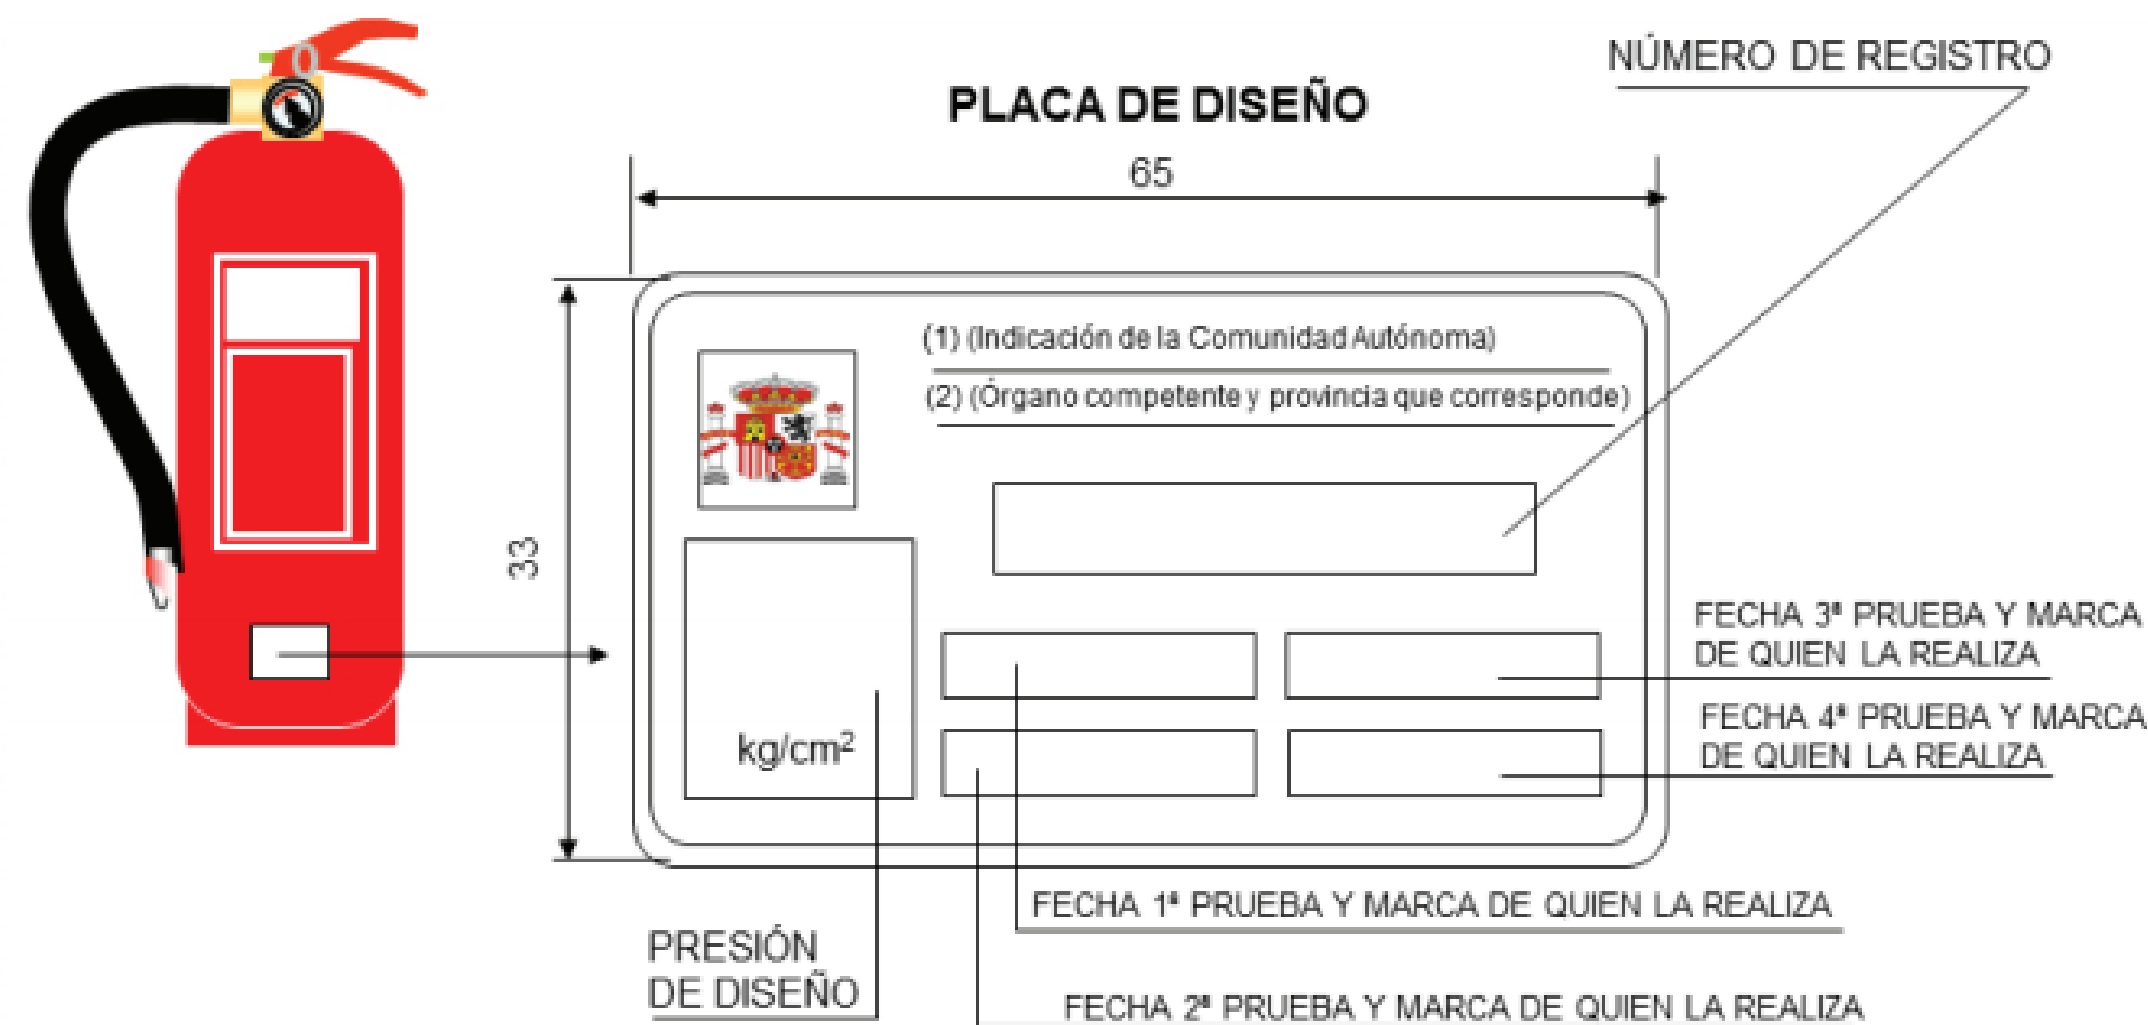 NÚMERO DE REGISTRO
PLACA DE DISEÑO
65
(1) (Indicación de la Comunidad Autónoma)
(2) (Órgano competente y provincia que corresponde)
33
kg/cm²
FECHA 3ª PRUEBA Y MARCA
DE QUIEN LA REALIZA
FECHA 4ª PRUEBA Y MARCA
DE QUIEN LA REALIZA
FECHA 1ª PRUEBA Y MARCA DE QUIEN LA REALIZA
PRESIÓN
DE DISEÑO
FECHA 2ª PRUEBA Y MARCA DE QUIEN LA REALIZA